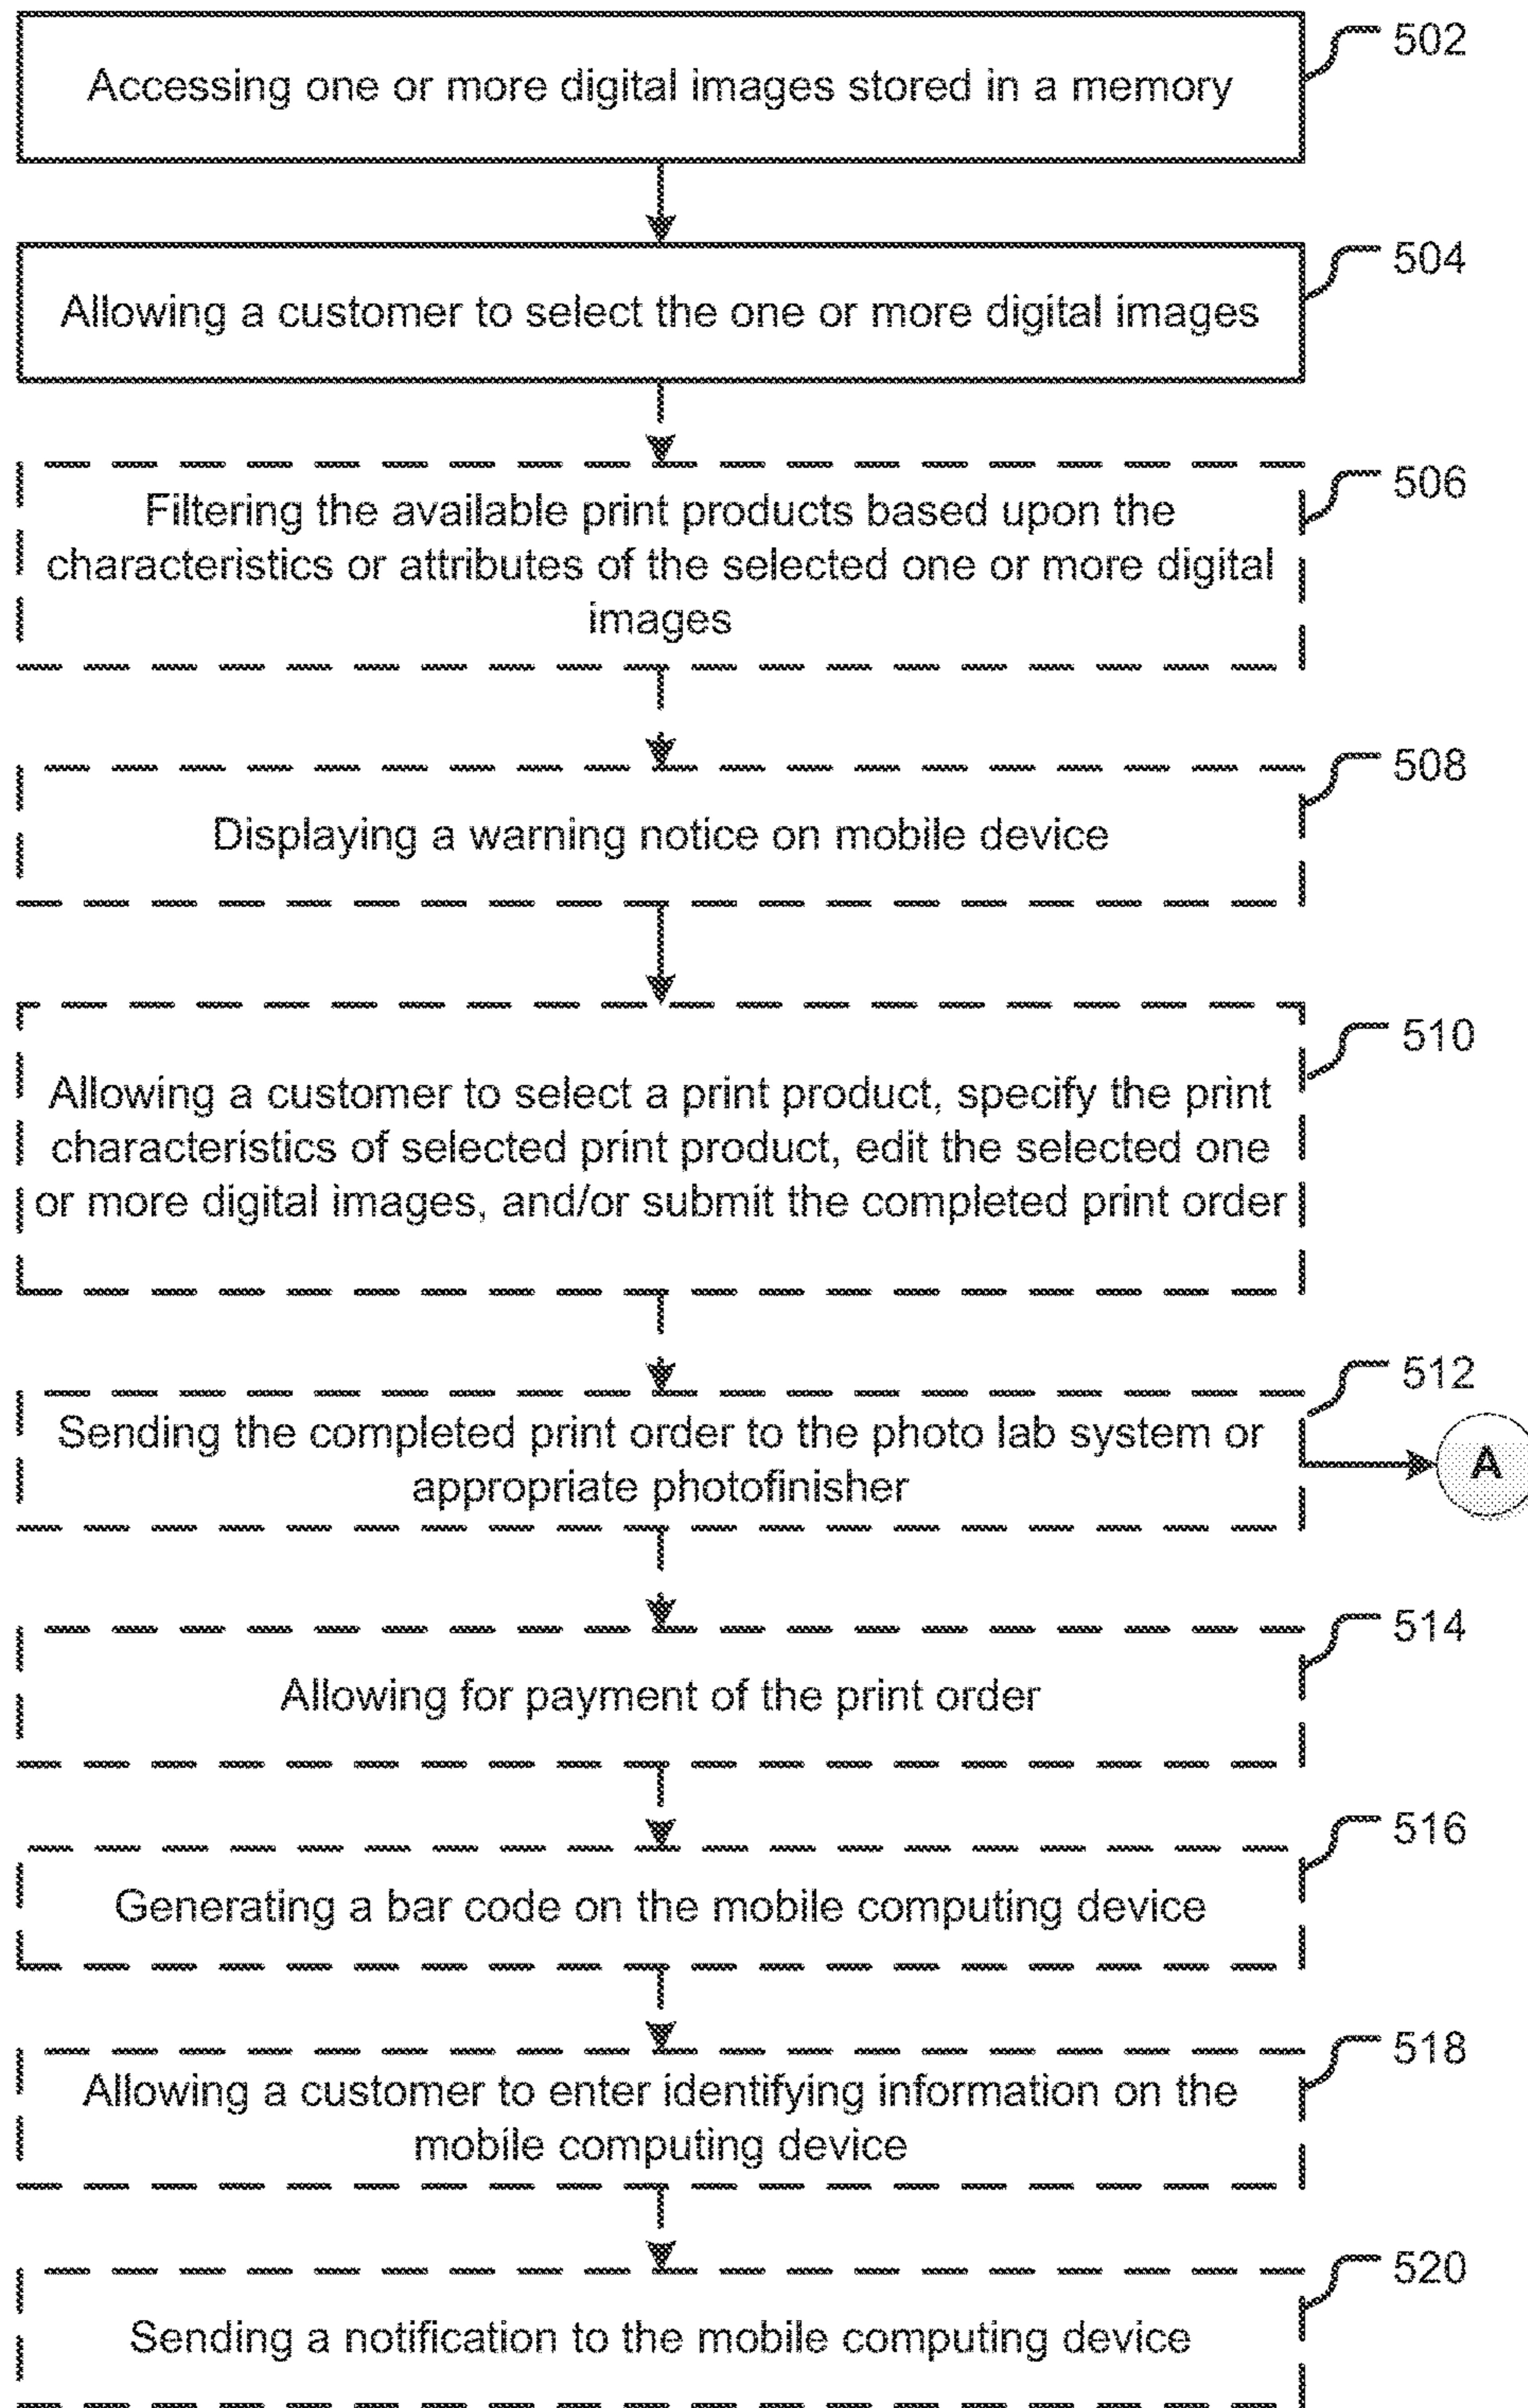 502
Accessing one or more digital images stored in a memory
504
Allowing a customer to select the one or more digital images
506
Filtering the available print products based upon the
characteristics or attributes of the selected one or more digital
images
508
Displaying a warning notice on mobile device
510
Allowing a customer to select a print product, specify the print
characteristics of selected print product, edit the selected one
or more digital images, and/or submit the completed print order
512
Sending the completed print order to the photo lab system or
appropriate photofinisher
A
514
Allowing for payment of the print order
516
Generating a bar code on the mobile computing device
518
Allowing a customer to enter identifying information on the
mobile computing device
520
Sending a notification to the mobile computing device